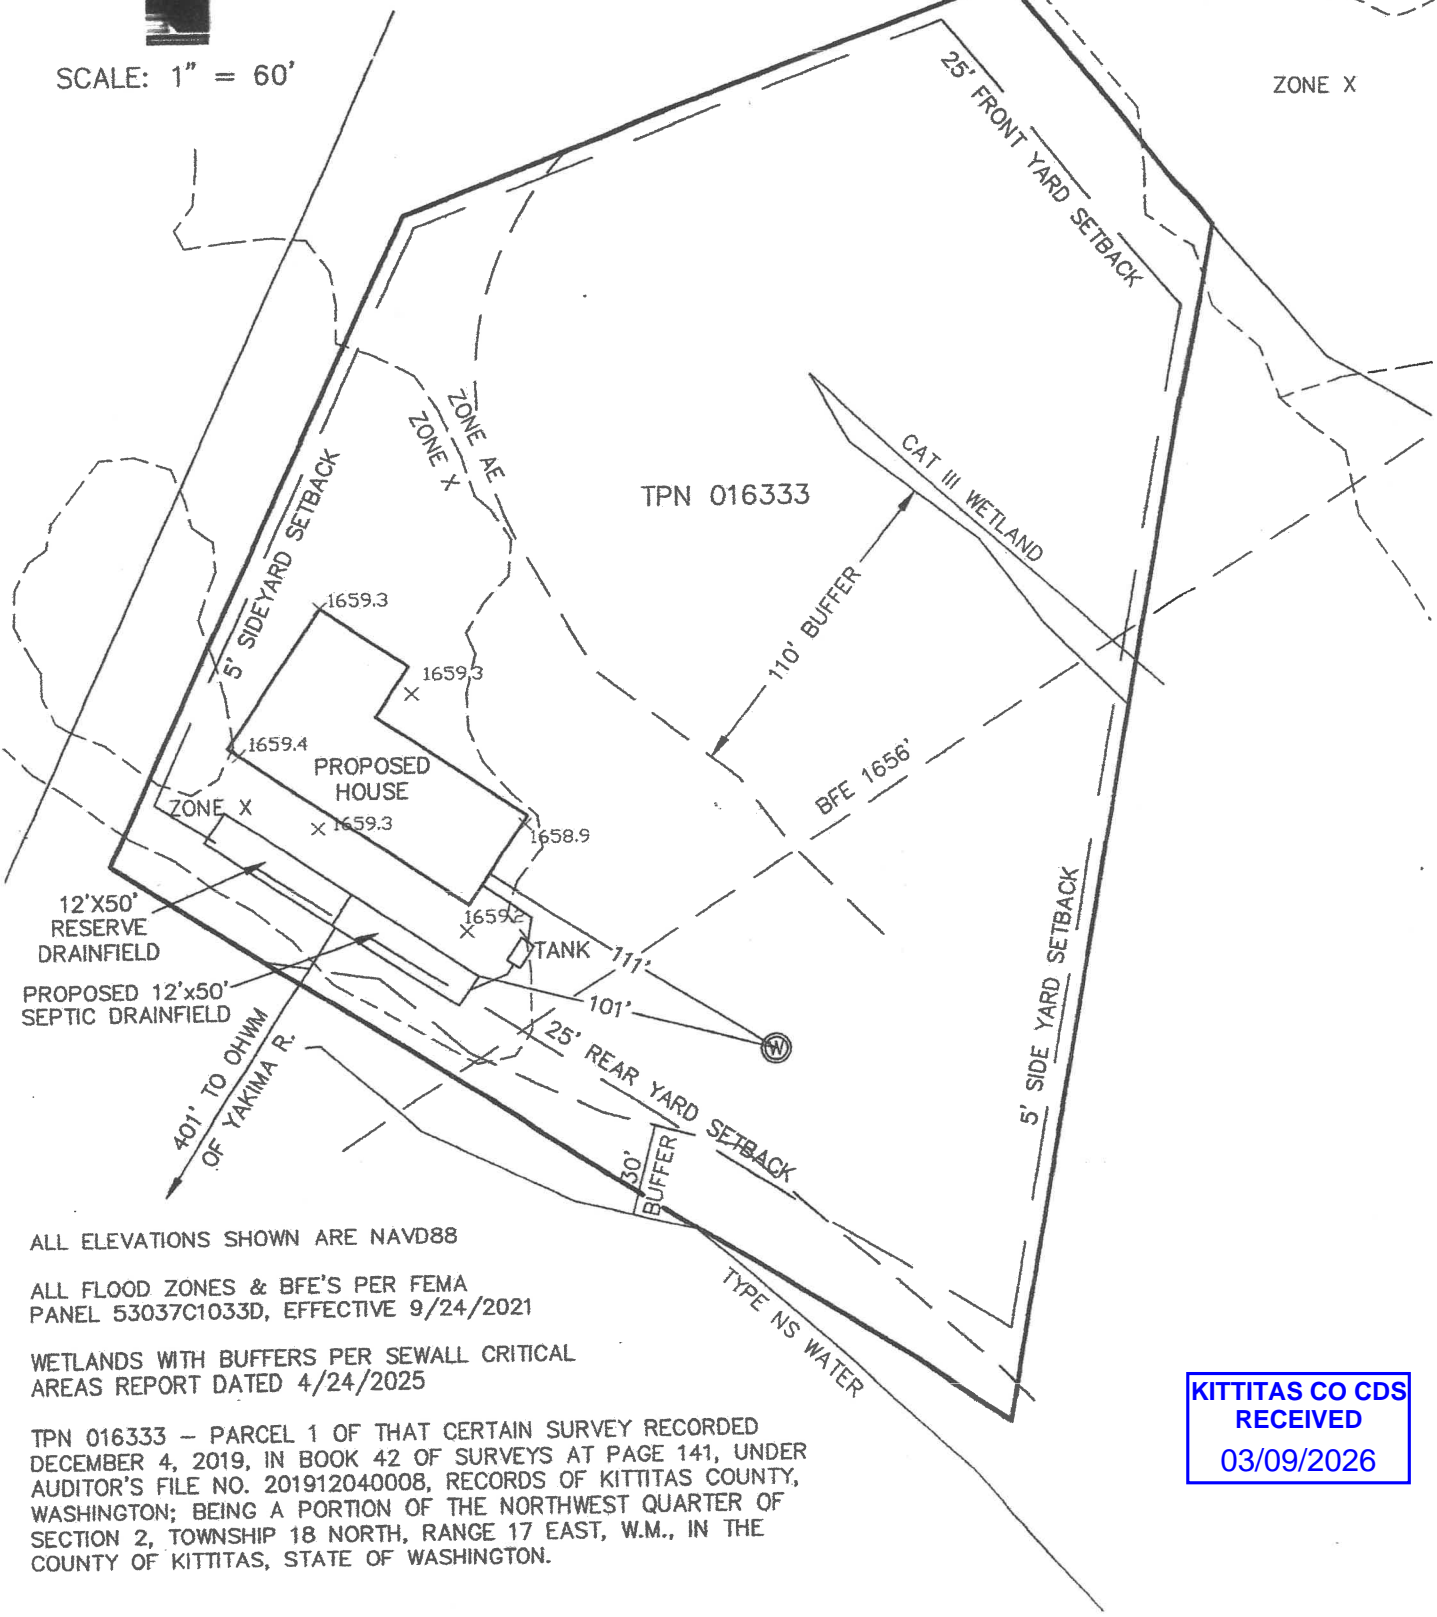 SCALE: 1" = 60'
ZONE X
25' FRONT YARD SETBACK
ZONE AE
ZONE X
CAT III WETLAND
TPN 016333
5' SIDEYARD SETBACK
110' BUFFER
1659.3
1659.3
1659.4
PROPOSED
HOUSE
BFE 1656'
ZONE X
1659.3
1658.9
12'X50'
RESERVE
DRAINFIELD
1659.2
TANK
111'
5' SIDE YARD SETBACK
PROPOSED 12'x50'
SEPTIC DRAINFIELD
101'
W
25' REAR YARD SETBACK
401' TO OHWM
OF YAKIMA R.
30'
BUFFER
TYPE NS WATER
ALL ELEVATIONS SHOWN ARE NAVD88
ALL FLOOD ZONES & BFE'S PER FEMA
PANEL 53037C1033D, EFFECTIVE 9/24/2021
WETLANDS WITH BUFFERS PER SEWALL CRITICAL
AREAS REPORT DATED 4/24/2025
TPN 016333 – PARCEL 1 OF THAT CERTAIN SURVEY RECORDED
DECEMBER 4, 2019, IN BOOK 42 OF SURVEYS AT PAGE 141, UNDER
AUDITOR'S FILE NO. 201912040008, RECORDS OF KITTITAS COUNTY,
WASHINGTON; BEING A PORTION OF THE NORTHWEST QUARTER OF
SECTION 2, TOWNSHIP 18 NORTH, RANGE 17 EAST, W.M., IN THE
COUNTY OF KITTITAS, STATE OF WASHINGTON.
KITTITAS CO CDS
RECEIVED
03/09/2026